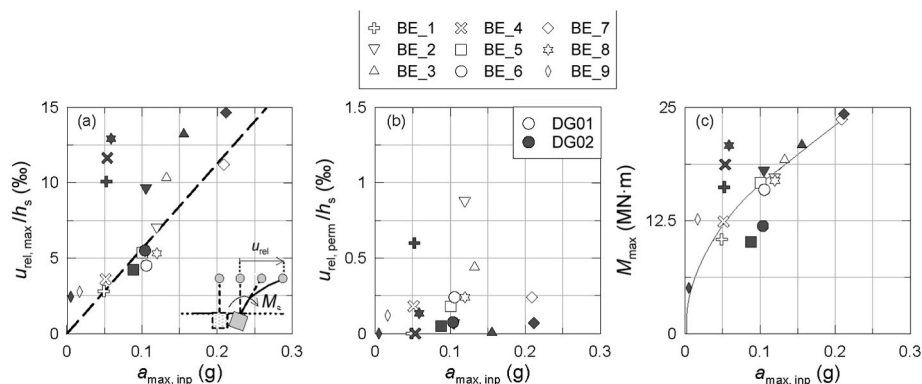 BE_1 BE_4 BE_7
BE_2 BE_5 BE_8
BE_3 BE_6 BE_9
(a)
15
10
5
0
u_rel, max/h_s (‰)
0 0.1 0.2 0.3
a_max, inp (g)
u_rel
M_s
(b)
DG01
DG02
1.5
1
0.5
0
u_rel, perm/h_s (‰)
0 0.1 0.2 0.3
a_max, inp (g)
(c)
25
12.5
0
M_max (MN·m)
0 0.1 0.2 0.3
a_max, inp (g)